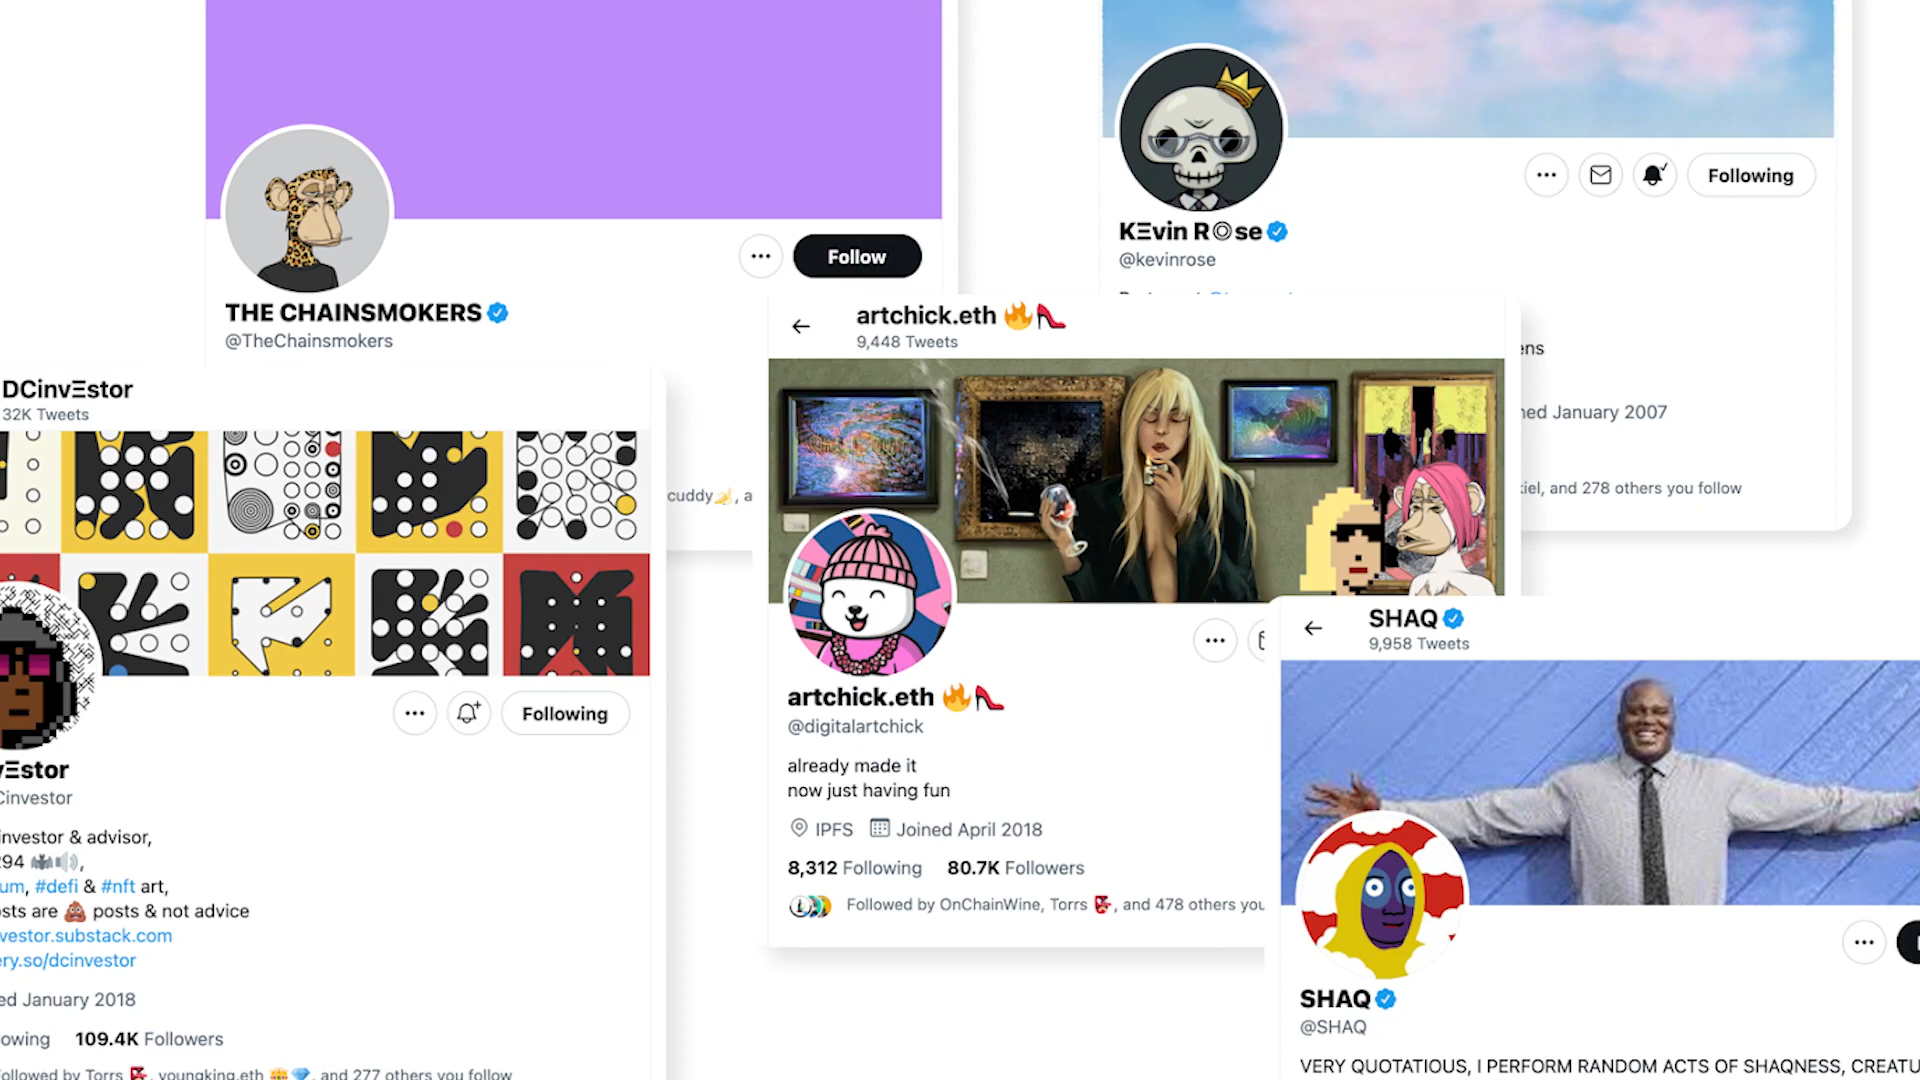 Follow
THE CHAINSMOKERS
@TheChainsmokers
cuddy, a
Following
KΞvin R◎se
@kevinrose
ens
ned January 2007
kiel, and 278 others you follow
DCinvΞstor
32K Tweets
Following
vΞstor
Cinvestor
investor & advisor,
294
um, #defi & #nft art,
sts are 💩 posts & not advice
vestor.substack.com
ery.so/dcinvestor
ed January 2018
owing 109.4K Followers
Followed by Torrs, youngking.eth, and 277 others you follow
artchick.eth 🔥👠
9,448 Tweets
artchick.eth 🔥👠
@digitalartchick
already made it
now just having fun
IPFS Joined April 2018
8,312 Following 80.7K Followers
Followed by OnChainWine, Torrs, and 478 others you
SHAQ
9,958 Tweets
SHAQ
@SHAQ
VERY QUOTATIOUS, I PERFORM RANDOM ACTS OF SHAQNESS, CREATU